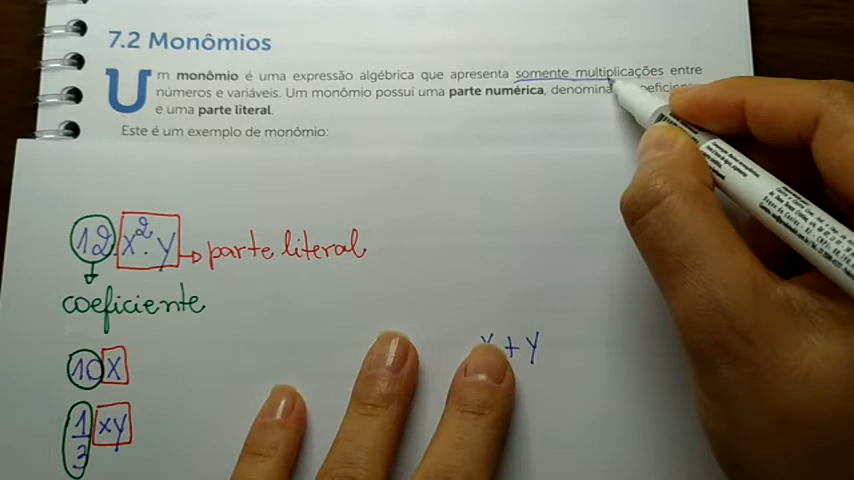 7.2 Monômios
Um monômio é uma expressão algébrica que apresenta somente multiplicações entre
números e variáveis. Um monômio possui uma parte numérica, denomina
e uma parte literal.
Este é um exemplo de monômio:
12.x².y → parte literal
coeficiente
10x
x + y
1/3 xy